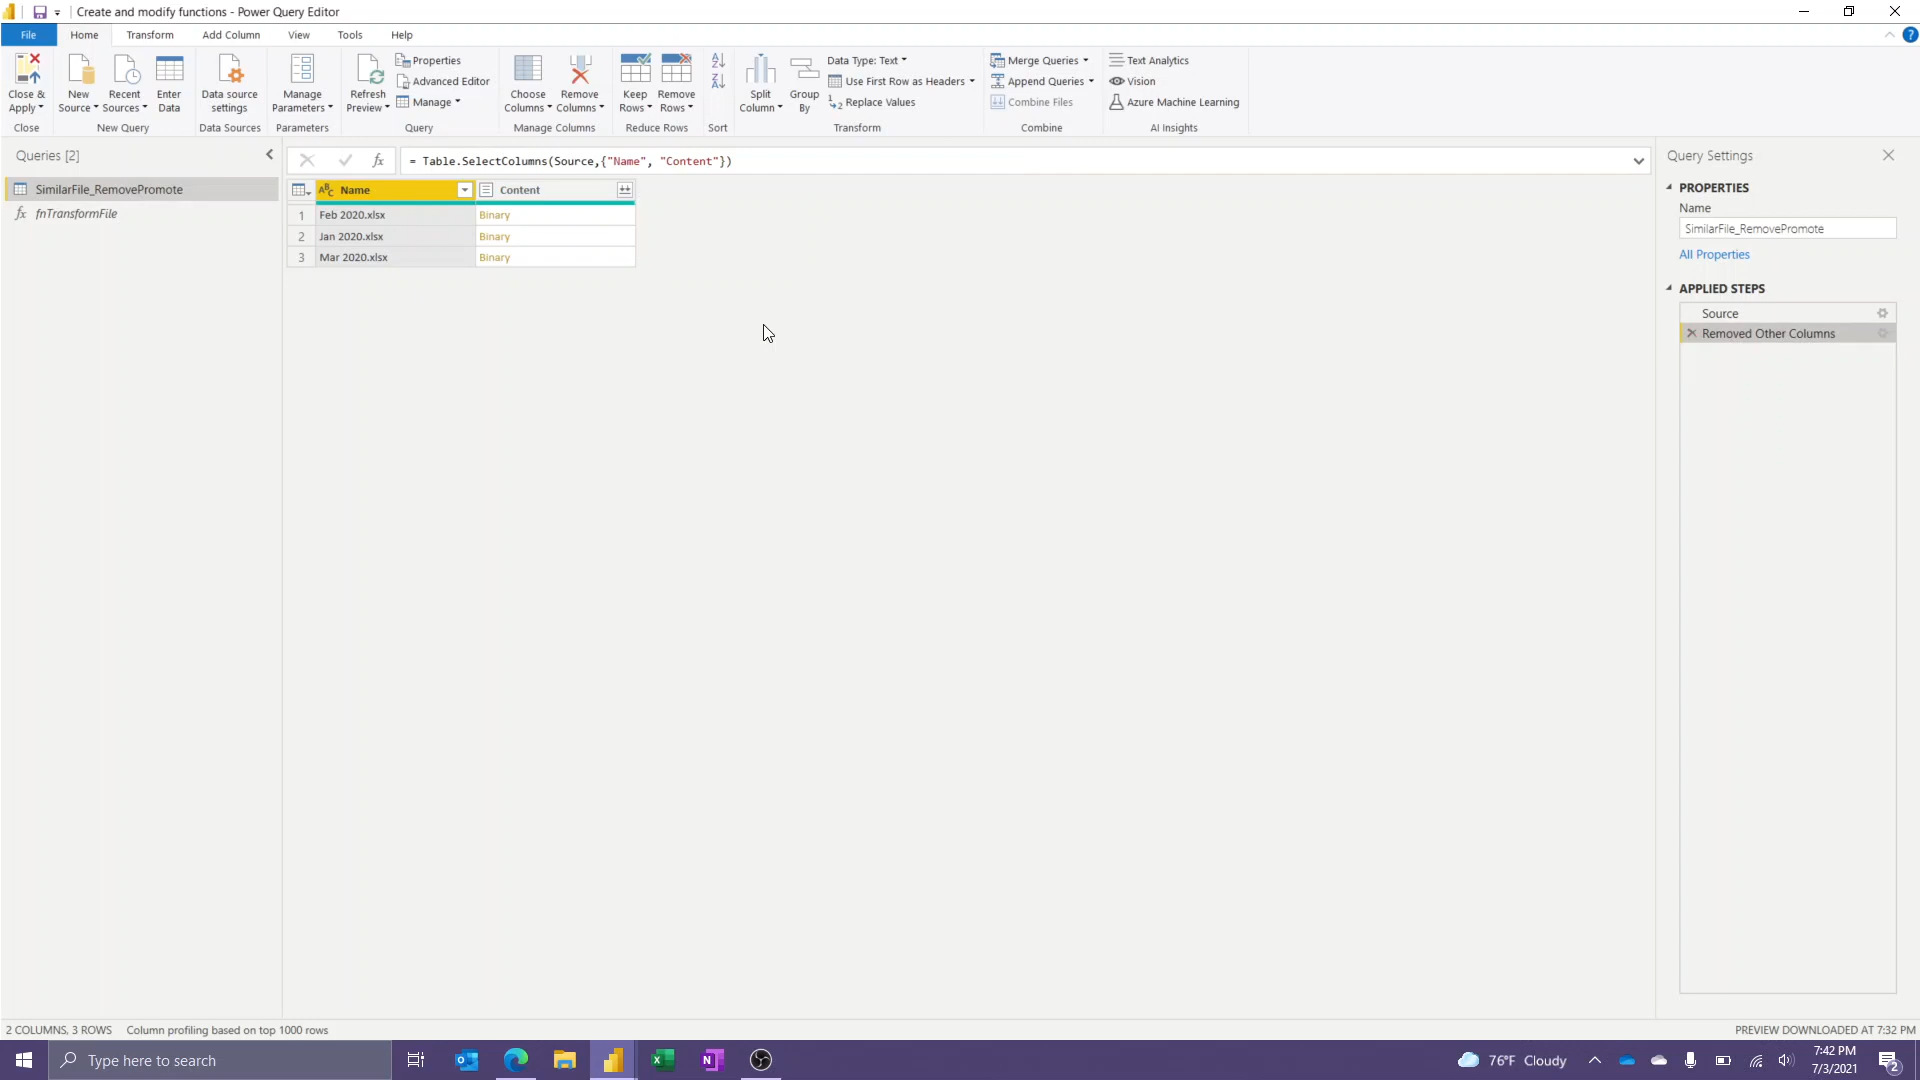 Create and modify functions - Power Query Editor
File Home Transform Add Column View Tools Help
Close & Apply
New Source
Recent Sources
Enter Data
Data source settings
Manage Parameters
Refresh Preview
Properties
Advanced Editor
Manage
Choose Columns
Remove Columns
Keep Rows
Remove Rows
Split Column
Group By
Data Type: Text
Use First Row as Headers
Replace Values
Merge Queries
Append Queries
Combine Files
Text Analytics
Vision
Azure Machine Learning
Close New Query Data Sources Parameters Query Manage Columns Reduce Rows Sort Transform Combine AI Insights
Queries [2]
SimilarFile_RemovePromote
fx fnTransformFile
fx = Table.SelectColumns(Source,{"Name", "Content"})
ABC Name Content
1 Feb 2020.xlsx Binary
2 Jan 2020.xlsx Binary
3 Mar 2020.xlsx Binary
Query Settings
PROPERTIES
Name
SimilarFile_RemovePromote
All Properties
APPLIED STEPS
Source
Removed Other Columns
2 COLUMNS, 3 ROWS Column profiling based on top 1000 rows
PREVIEW DOWNLOADED AT 7:32 PM
Type here to search
76°F Cloudy
7:42 PM
7/3/2021
2